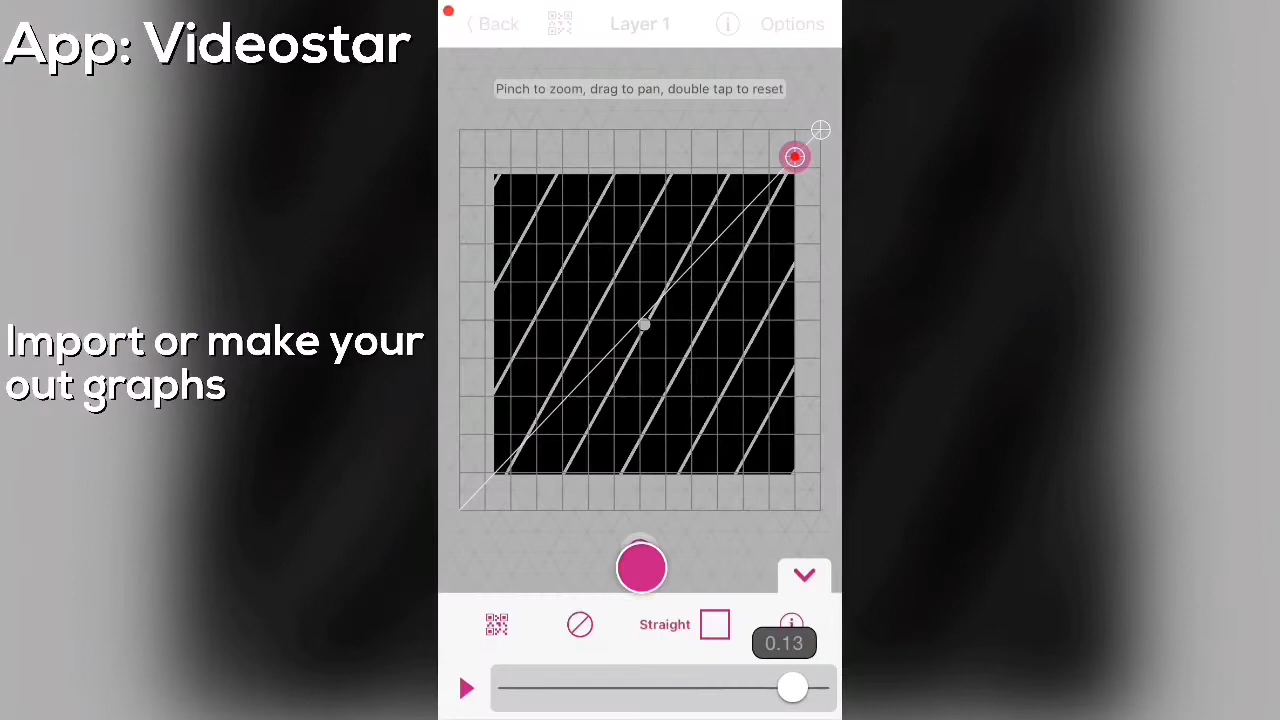 App: Videostar
Back
Layer 1
Options
Pinch to zoom, drag to pan, double tap to reset
Import or make your
out graphs
Straight
0.13